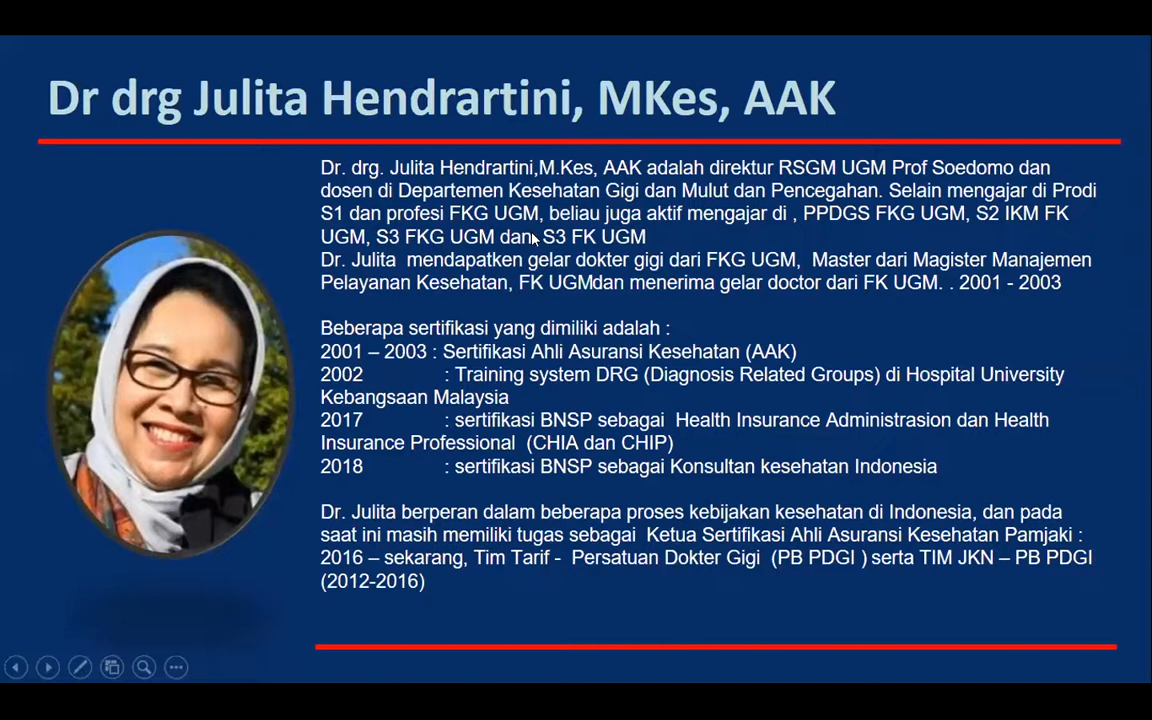 Dr drg Julita Hendrartini, MKes, AAK
Dr. drg. Julita Hendrartini,M.Kes, AAK adalah direktur RSGM UGM Prof Soedomo dan
dosen di Departemen Kesehatan Gigi dan Mulut dan Pencegahan. Selain mengajar di Prodi
S1 dan profesi FKG UGM, beliau juga aktif mengajar di , PPDGS FKG UGM, S2 IKM FK
UGM, S3 FKG UGM dan S3 FK UGM
Dr. Julita mendapatken gelar dokter gigi dari FKG UGM, Master dari Magister Manajemen
Pelayanan Kesehatan, FK UGMdan menerima gelar doctor dari FK UGM. . 2001 - 2003
Beberapa sertifikasi yang dimiliki adalah :
2001 – 2003 : Sertifikasi Ahli Asuransi Kesehatan (AAK)
2002 : Training system DRG (Diagnosis Related Groups) di Hospital University
Kebangsaan Malaysia
2017 : sertifikasi BNSP sebagai Health Insurance Administrasion dan Health
Insurance Professional (CHIA dan CHIP)
2018 : sertifikasi BNSP sebagai Konsultan kesehatan Indonesia
Dr. Julita berperan dalam beberapa proses kebijakan kesehatan di Indonesia, dan pada
saat ini masih memiliki tugas sebagai Ketua Sertifikasi Ahli Asuransi Kesehatan Pamjaki :
2016 – sekarang, Tim Tarif - Persatuan Dokter Gigi (PB PDGI ) serta TIM JKN – PB PDGI
(2012-2016)